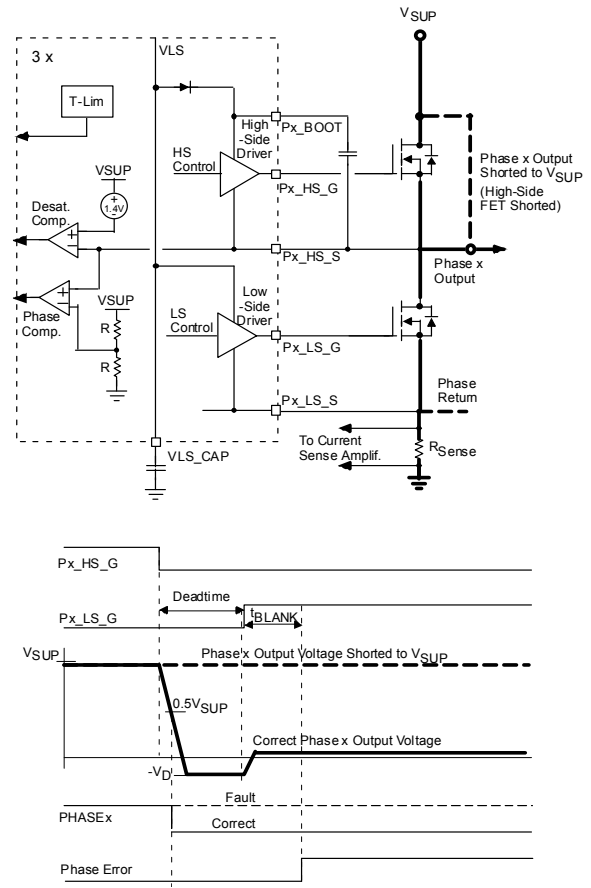 VSUP
3 x
VLS
T-Lim
High
-Side
Driver
Px_BOOT
HS
Control
Px_HS_G
Phase x Output
Shorted to VSUP
(High-Side
FET Shorted)
VSUP
Desat.
Comp.
+
1.4V
–
+
–
Px_HS_S
Phase x
Output
+
–
Phase
Comp.
VSUP
R
R
LS
Control
Low
-Side
Driver
Px_LS_G
Phase
Return
Px_LS_S
To Current
Sense Amplif.
RSense
VLS_CAP
Px_HS_G
Deadtime
Px_LS_G
tBLANK
VSUP
Phase x Output Voltage Shorted to VSUP
0.5VSUP
Correct Phase x Output Voltage
-VD
Fault
PHASEx
Correct
Phase Error